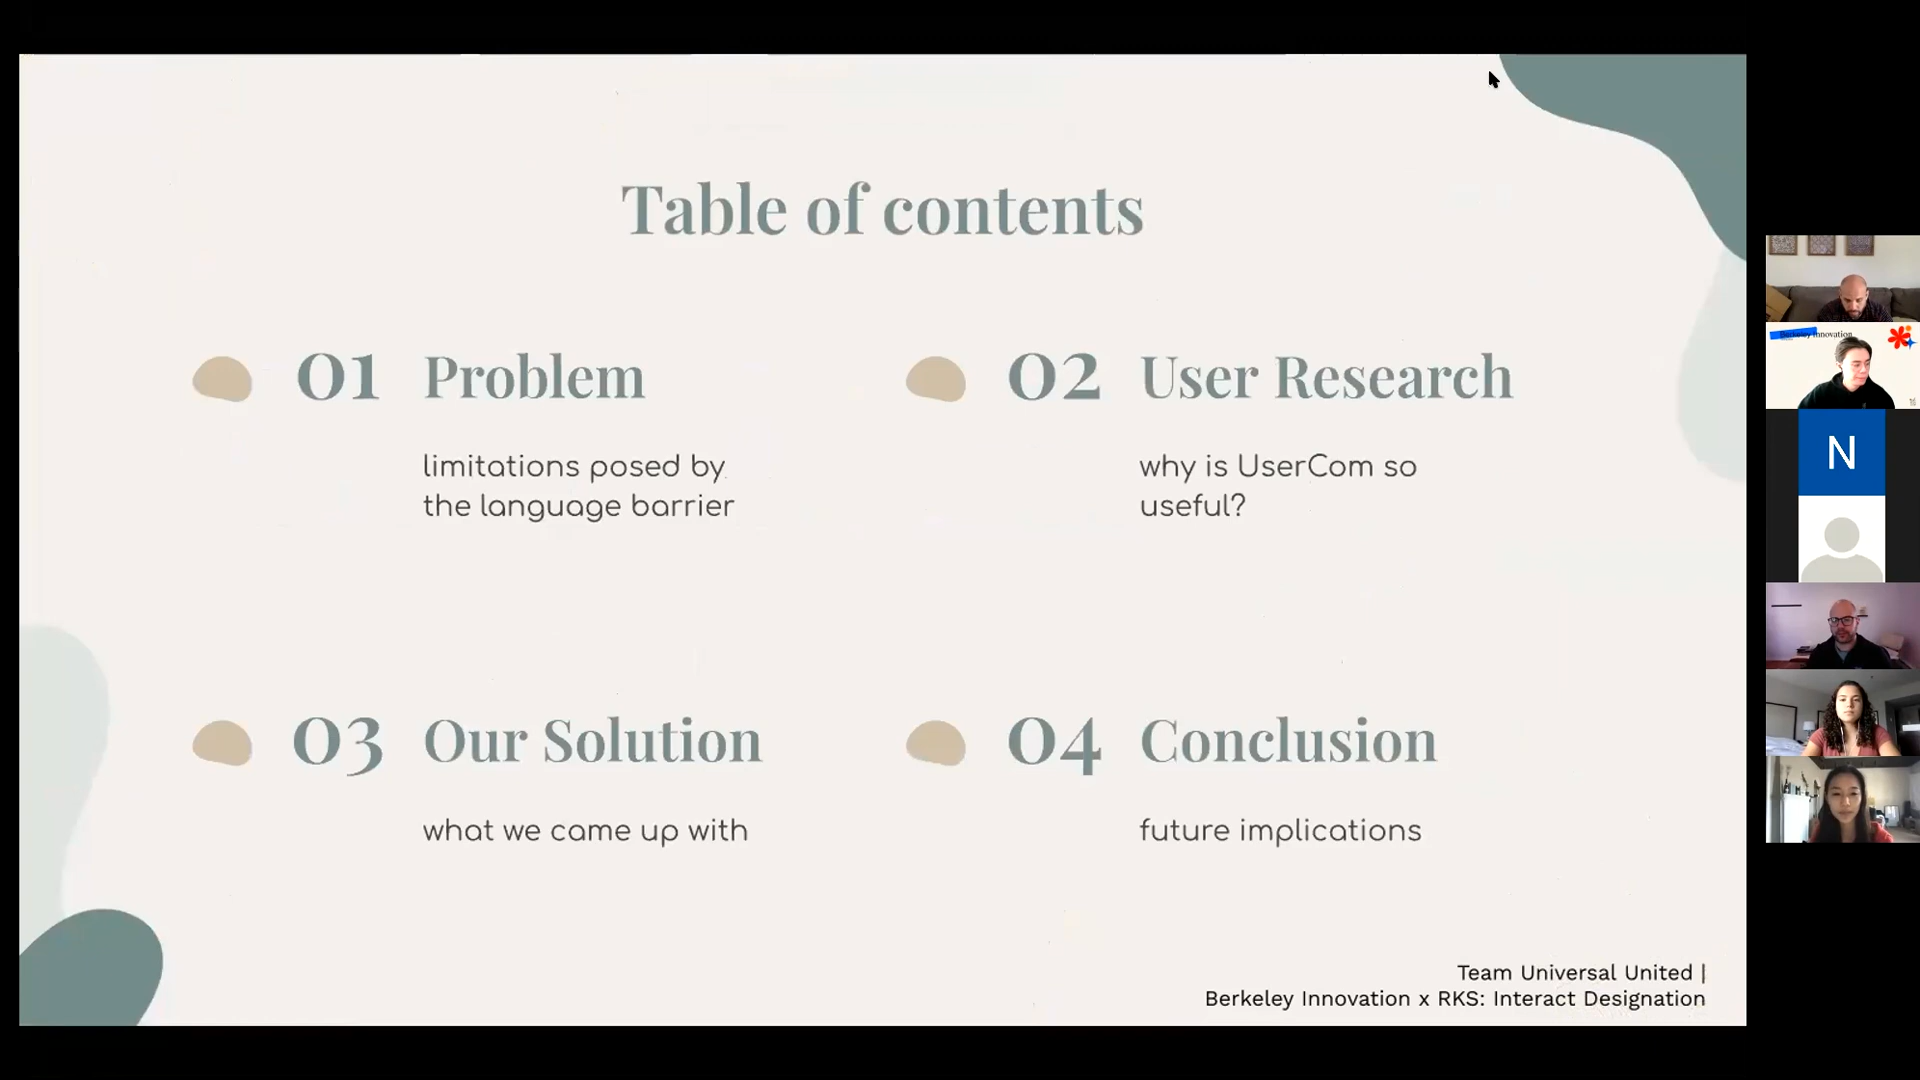 Table of contents
01 Problem
limitations posed by
the language barrier
02 User Research
why is UserCom so
useful?
03 Our Solution
what we came up with
04 Conclusion
future implications
Team Universal United |
Berkeley Innovation x RKS: Interact Designation
Berkeley Innovation
N